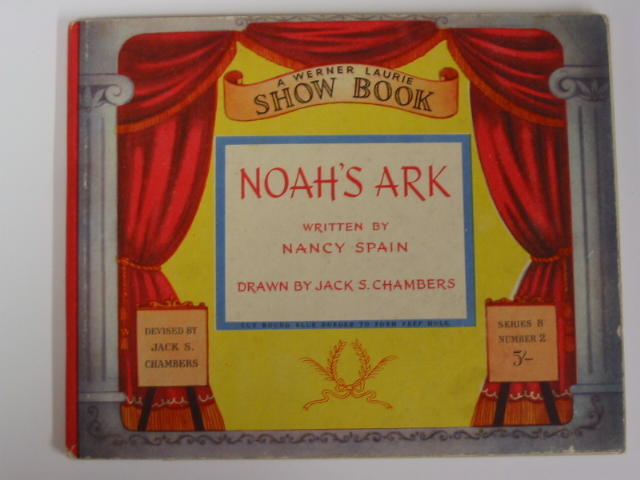 A WERNER LAURIE
SHOW BOOK
NOAH'S ARK
WRITTEN BY
NANCY SPAIN
DRAWN BY JACK S. CHAMBERS
CUT ROUND BLUE BORDER TO FORM PEEP HOLE.
DEVISED BY
JACK S.
CHAMBERS
SERIES B
NUMBER 2
5/-